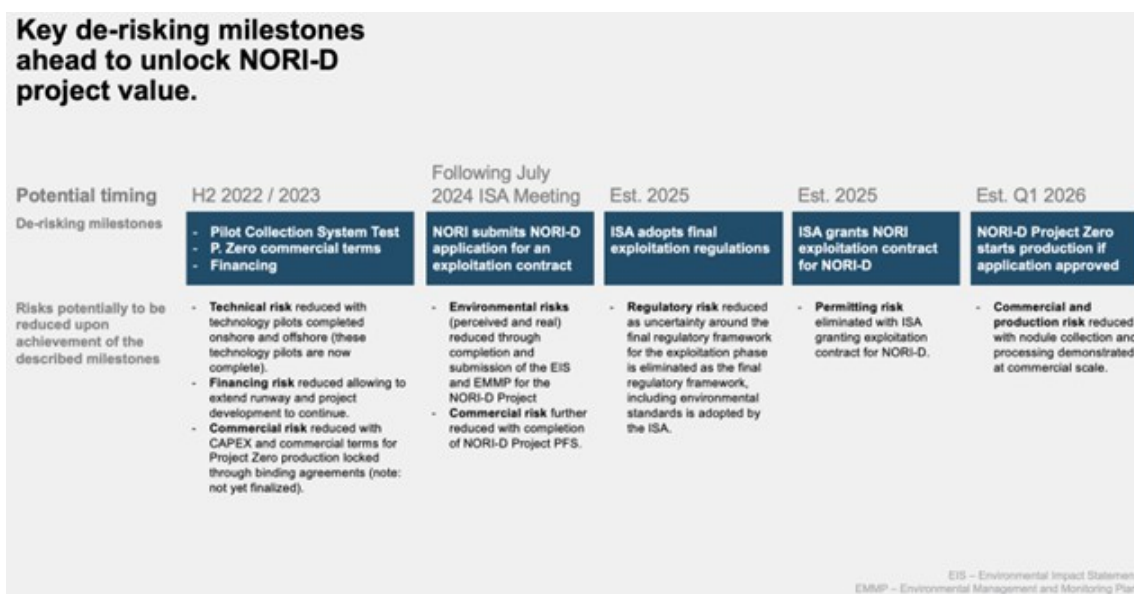 Key de-risking milestones
ahead to unlock NORI-D
project value.
Potential timing
H2 2022 / 2023
Following July
2024 ISA Meeting
Est. 2025
Est. 2025
Est. Q1 2026
De-risking milestones
- Pilot Collection System Test
- P. Zero commercial terms
- Financing
NORI submits NORI-D
application for an
exploitation contract
ISA adopts final
exploitation regulations
ISA grants NORI
exploitation contract
for NORI-D
NORI-D Project Zero
starts production if
application approved
Risks potentially to be
reduced upon
achievement of the
described milestones
- Technical risk reduced with
technology pilots completed
onshore and offshore (these
technology pilots are now
complete).
- Financing risk reduced allowing to
extend runway and project
development to continue.
- Commercial risk reduced with
CAPEX and commercial terms for
Project Zero production locked
through binding agreements (note:
not yet finalized).
- Environmental risks
(perceived and real)
reduced through
completion and
submission of the EIS
and EMMP for the
NORI-D Project
- Commercial risk further
reduced with completion
of NORI-D Project PFS.
- Regulatory risk reduced
as uncertainty around the
final regulatory framework
for the exploitation phase
is eliminated as the final
regulatory framework,
including environmental
standards is adopted by
the ISA.
- Permitting risk
eliminated with ISA
granting exploitation
contract for NORI-D.
- Commercial and
production risk reduced
with nodule collection and
processing demonstrated
at commercial scale.
EIS – Environmental Impact Statemen
EMMP – Environmental Management and Monitoring Plan